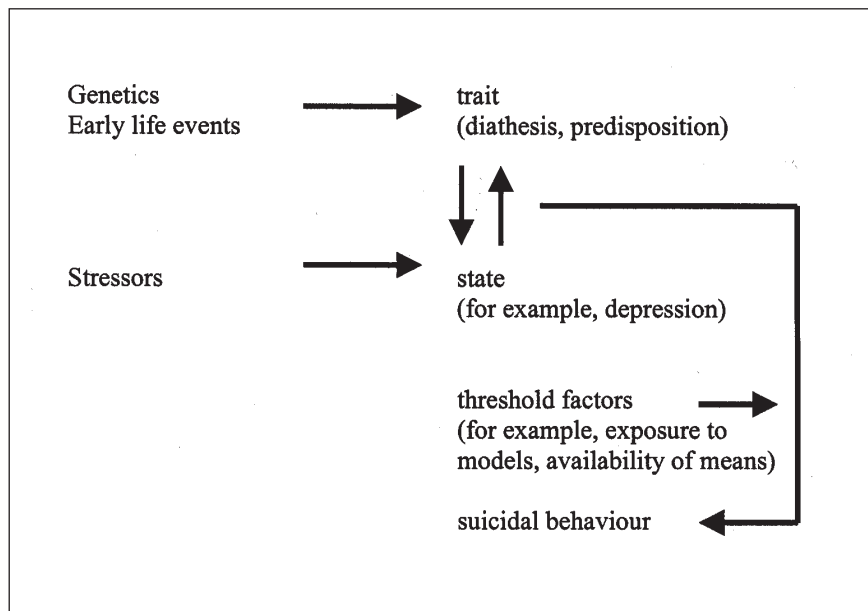 Genetics
Early life events
trait
(diathesis, predisposition)
Stressors
state
(for example, depression)
threshold factors
(for example, exposure to
models, availability of means)
suicidal behaviour